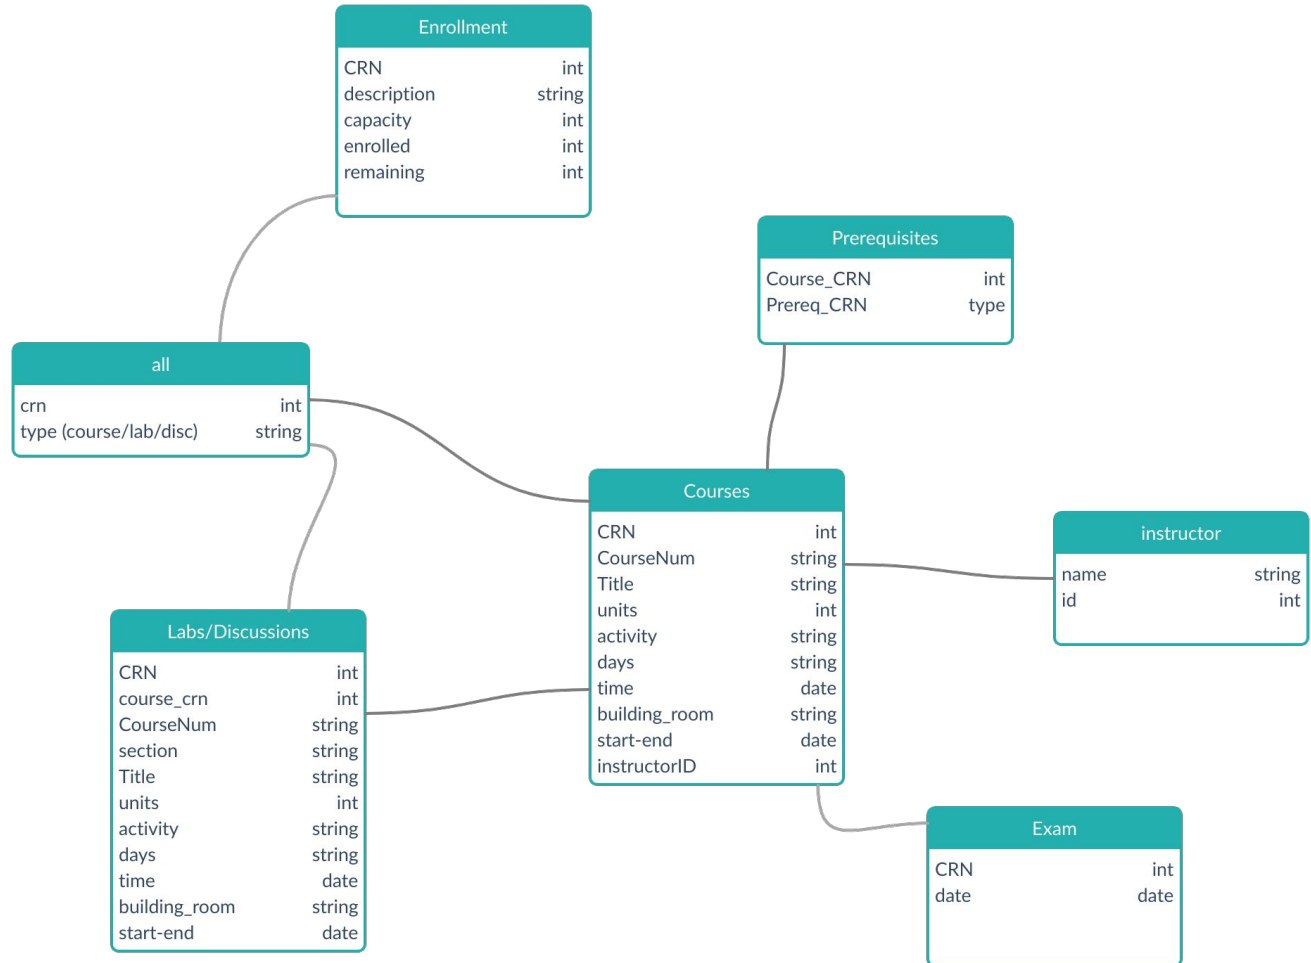 Enrollment
CRN int
description string
capacity int
enrolled int
remaining int
Prerequisites
Course_CRN int
Prereq_CRN type
all
crn int
type (course/lab/disc) string
Courses
CRN int
CourseNum string
Title string
units int
activity string
days string
time date
building_room string
start-end date
instructorID int
instructor
name string
id int
Labs/Discussions
CRN int
course_crn int
CourseNum string
section string
Title string
units int
activity string
days string
time date
building_room string
start-end date
Exam
CRN int
date date